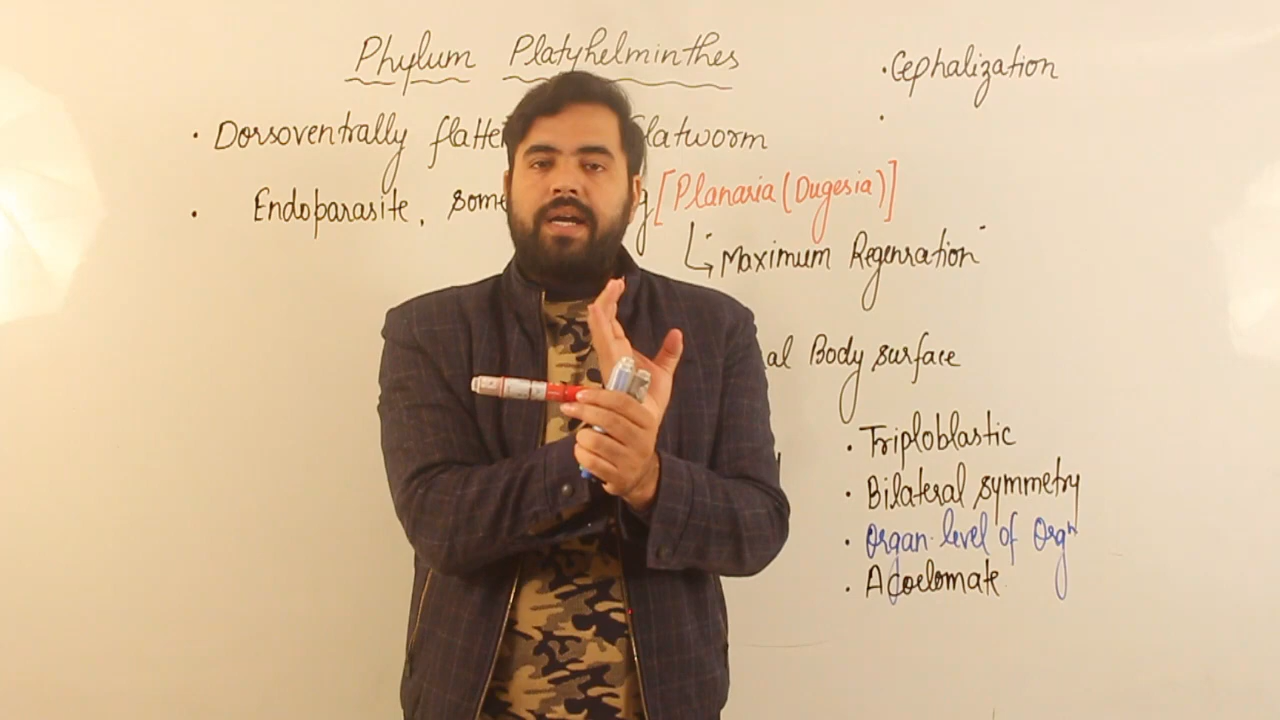 Phylum Platyhelminthes
• Cephalization
• Dorsoventrally flatte latworm
• Endoparasite, some g [Planaria (Dugesia)]
"Maximum Regenration"
al Body surface
• Triploblastic
• Bilateral symmetry
• Organ level of Orgn
• Acoelomate